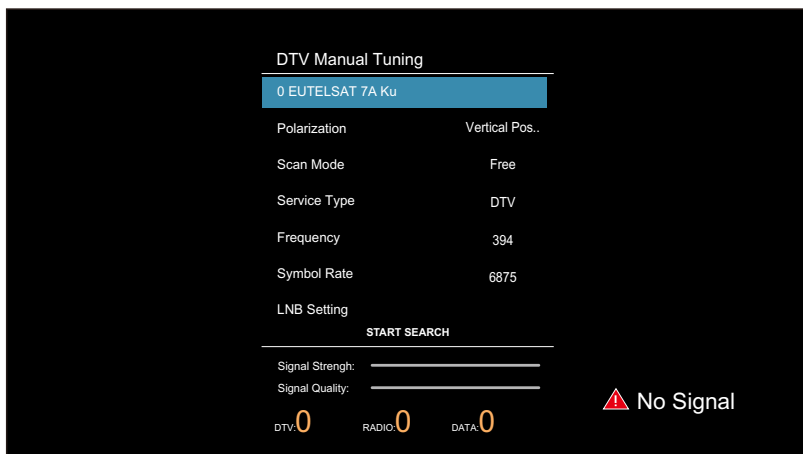 DTV Manual Tuning
0 EUTELSAT 7A Ku
Polarization Vertical Pos..
Scan Mode Free
Service Type DTV
Frequency 394
Symbol Rate 6875
LNB Setting
START SEARCH
Signal Strengh:
Signal Quality:
DTV:0 RADIO:0 DATA:0
No Signal